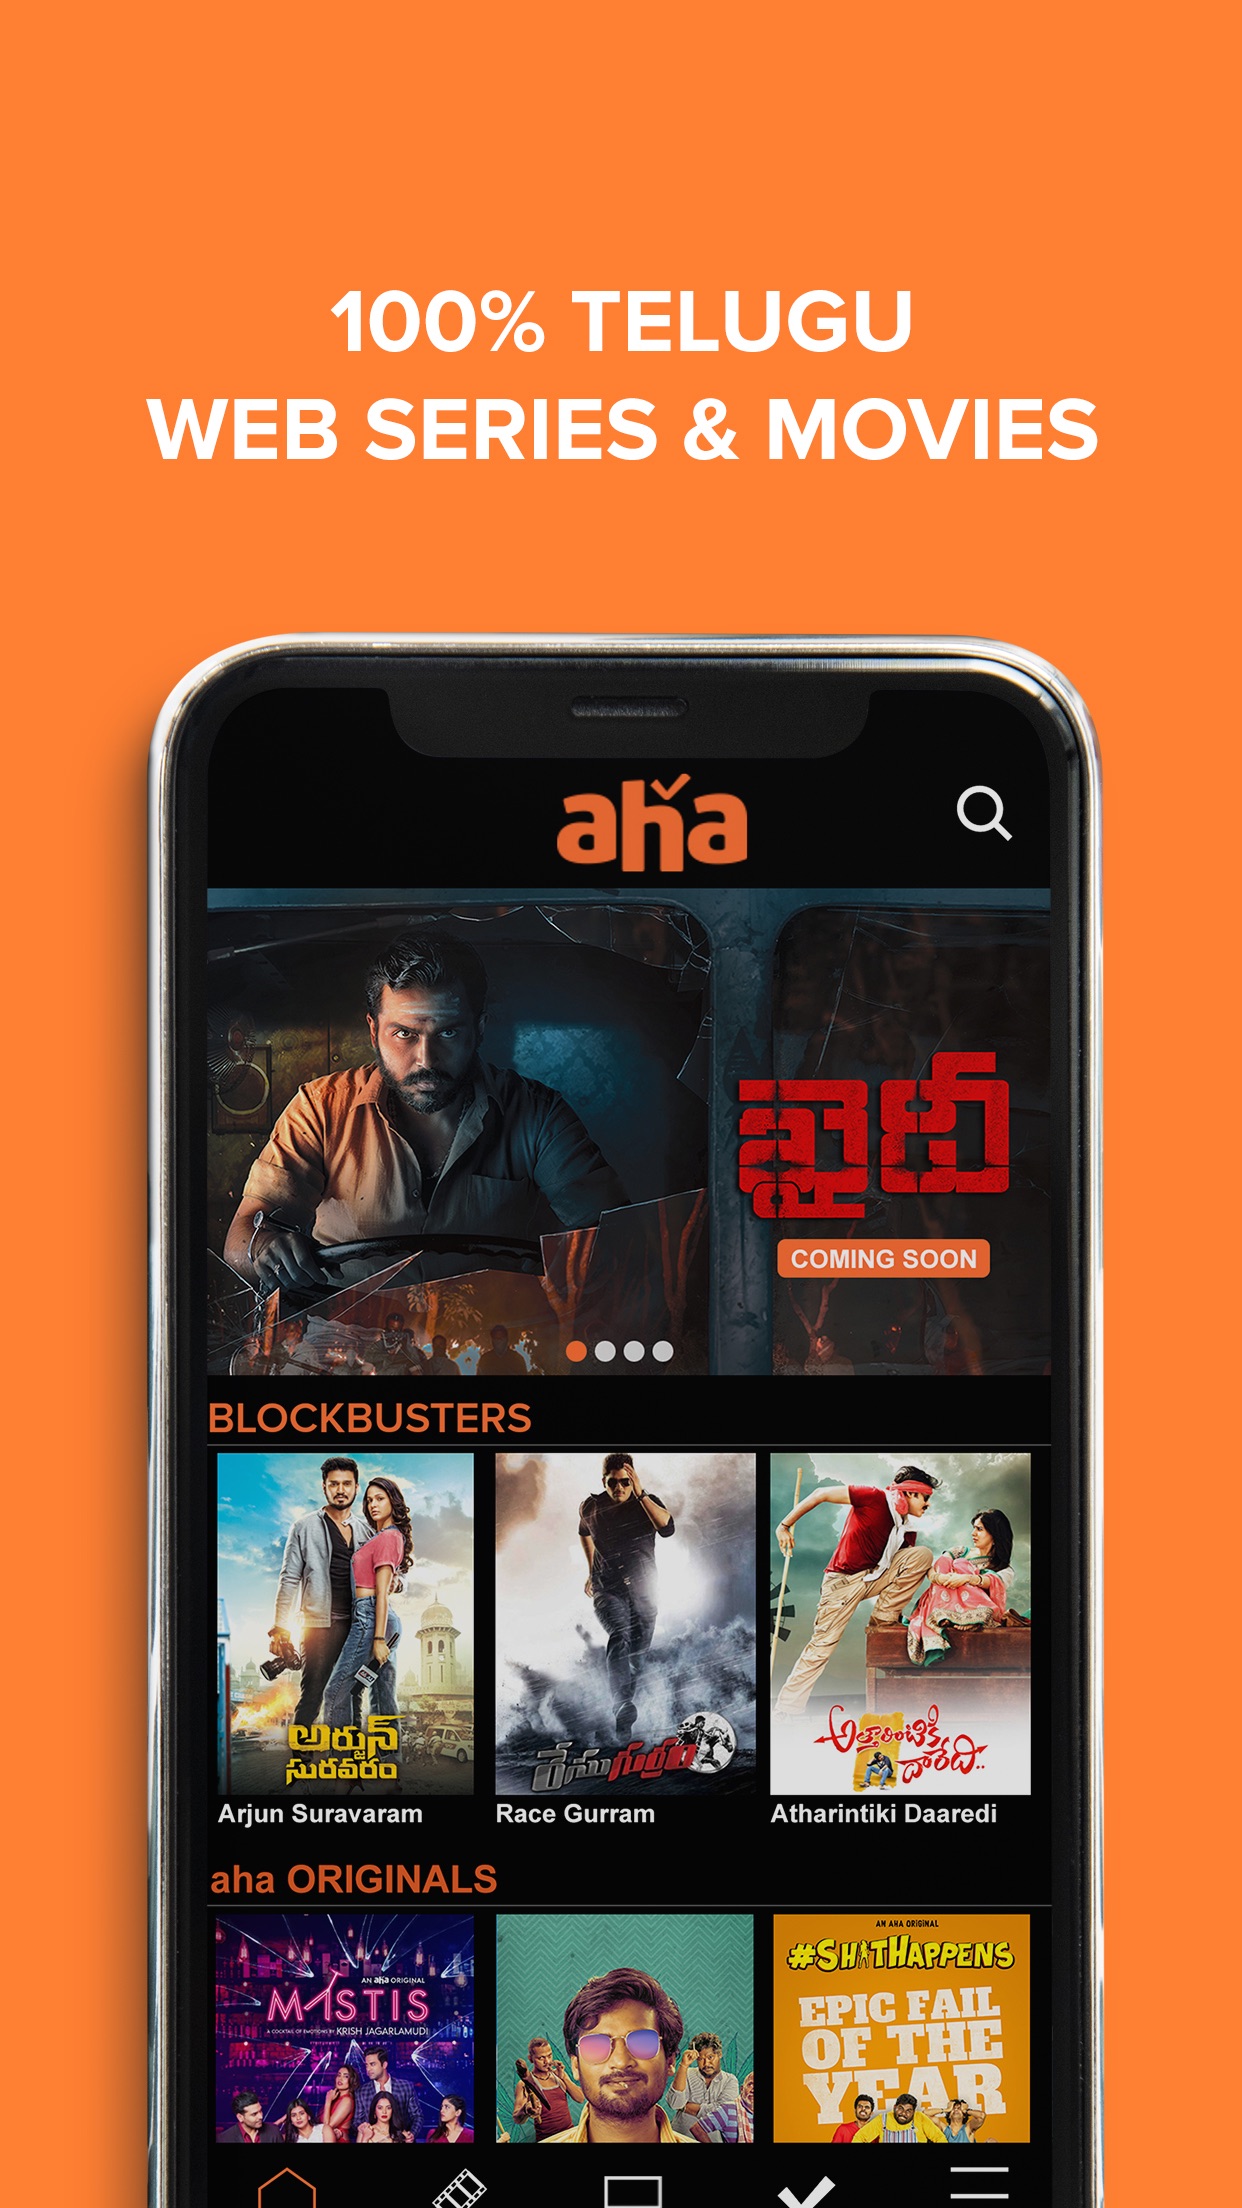 100% TELUGU
WEB SERIES & MOVIES
aha
ఖైదీ
COMING SOON
BLOCKBUSTERS
అర్జున్
సురవరం
రేసుగుర్రం
అత్తారింటికి
దారేది..
Arjun Suravaram
Race Gurram
Atharintiki Daaredi
aha ORIGINALS
AN aha ORIGINAL
MASTIS
A COCKTAIL OF EMOTIONS BY KRISH JAGARLAMUDI
AN AHA ORIGINAL
#SHITHAPPENS
EPIC FAIL
OF THE
YEAR